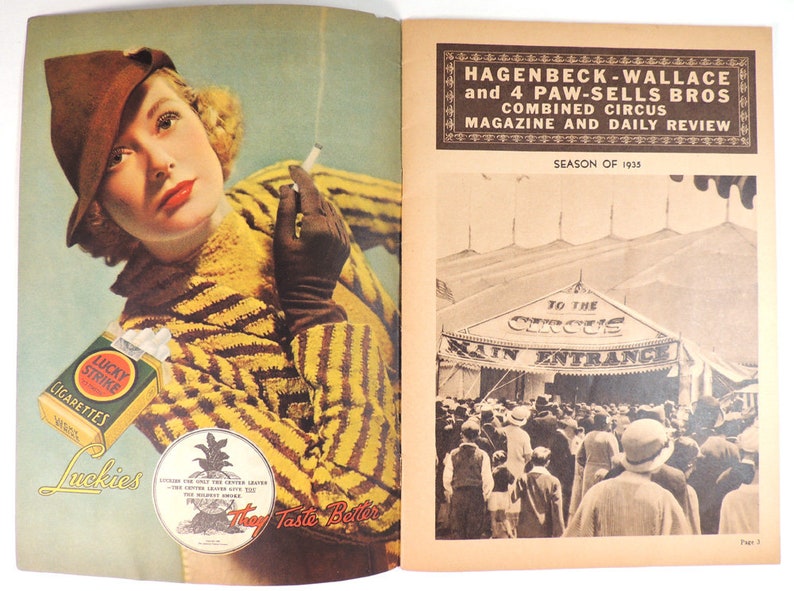 LUCKY
STRIKE
CIGARETTES
LUCKY
STRIKE
Luckies
LUCKIES USE ONLY THE CENTER LEAVES
—THE CENTER LEAVES GIVE YOU
THE MILDEST SMOKE
They Taste Better
HAGENBECK-WALLACE
and 4 PAW-SELLS BROS
COMBINED CIRCUS
MAGAZINE AND DAILY REVIEW
SEASON OF 1935
TO THE
CIRCUS
MAIN ENTRANCE
Page 3